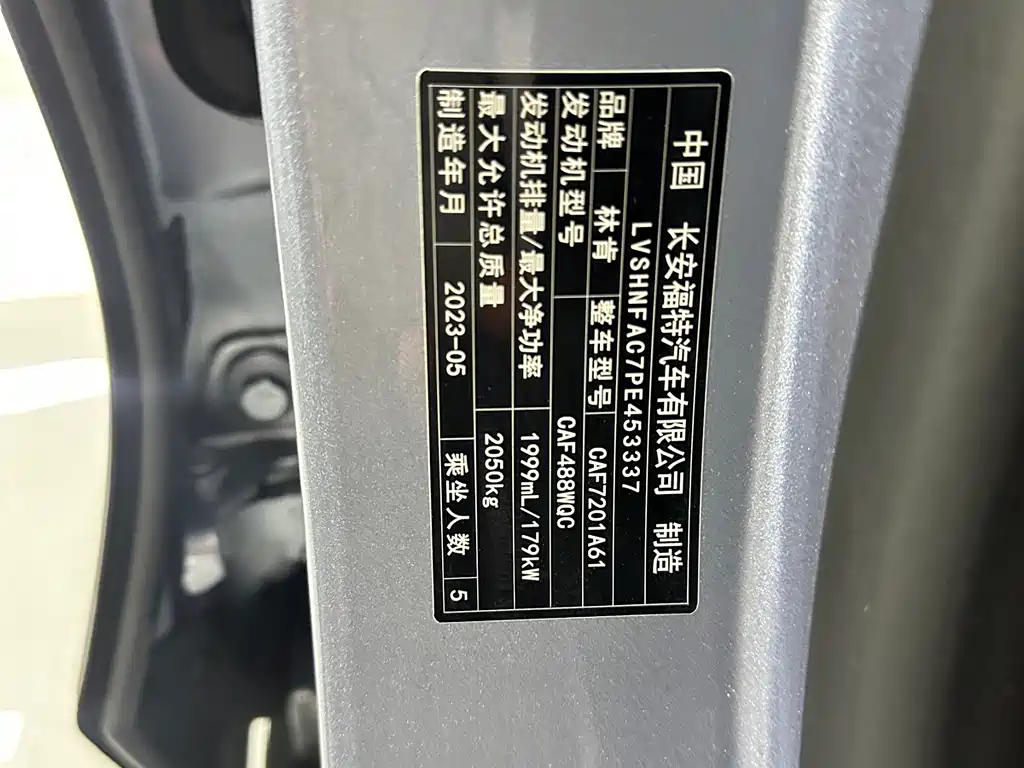 中国 长安福特汽车有限公司 制造
LVSHNFAC7PE453337
品牌 林肯 整车型号 CAF7201A61
发动机型号 CAF488WQC
发动机排量/最大净功率 1999mL/179kW
最大允许总质量 2050kg
制造年月 2023-05 乘坐人数 5